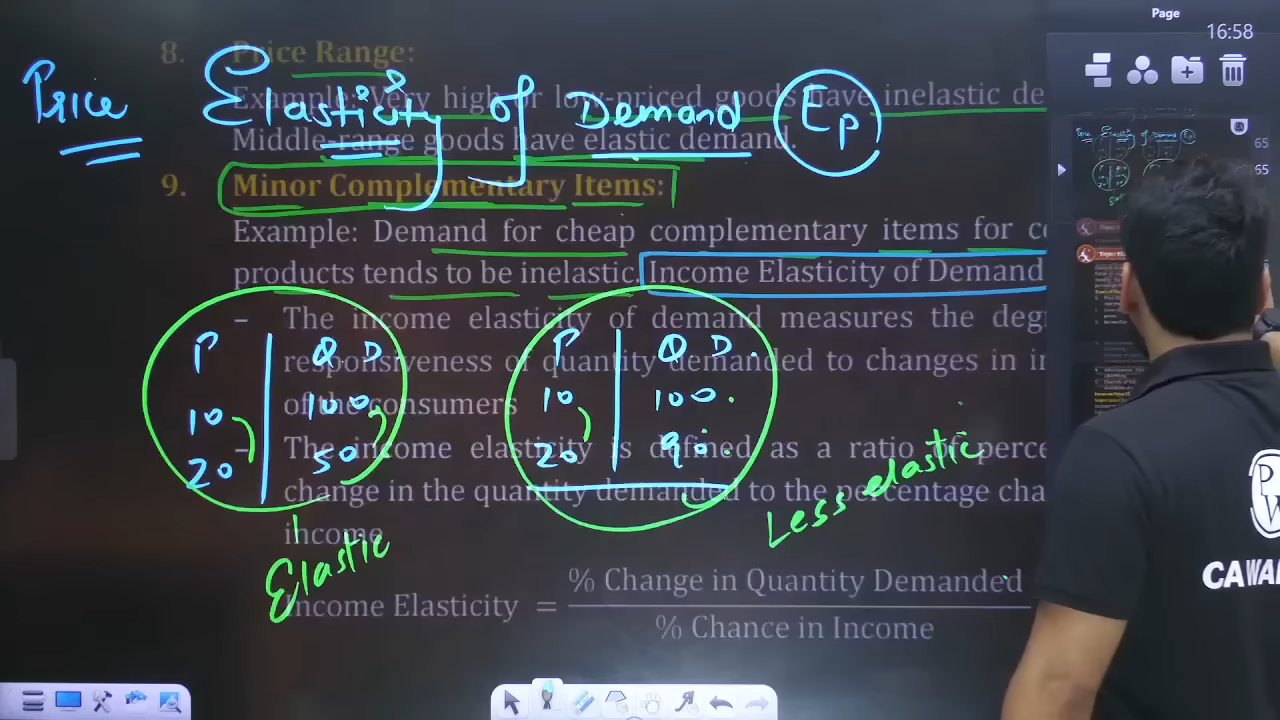 Page
16:58
8. Price Range:
Example: Very high or low-priced goods have inelastic de
Middle-range goods have elastic demand.
Price Elasticity of Demand Ep
65
65
9. Minor Complementary Items:
Example: Demand for cheap complementary items for co
products tends to be inelastic. Income Elasticity of Demand
– The income elasticity of demand measures the deg
responsiveness of quantity demanded to changes in in
of the consumers
– The income elasticity is defined as a ratio of perce
change in the quantity demanded to the percentage cha
income
P Q.D
10 100
20 50
Elastic
P Q D.
10 100.
20 90.
Less elastic
Income Elasticity = % Change in Quantity Demanded
% Chance in Income
PW
CAWA